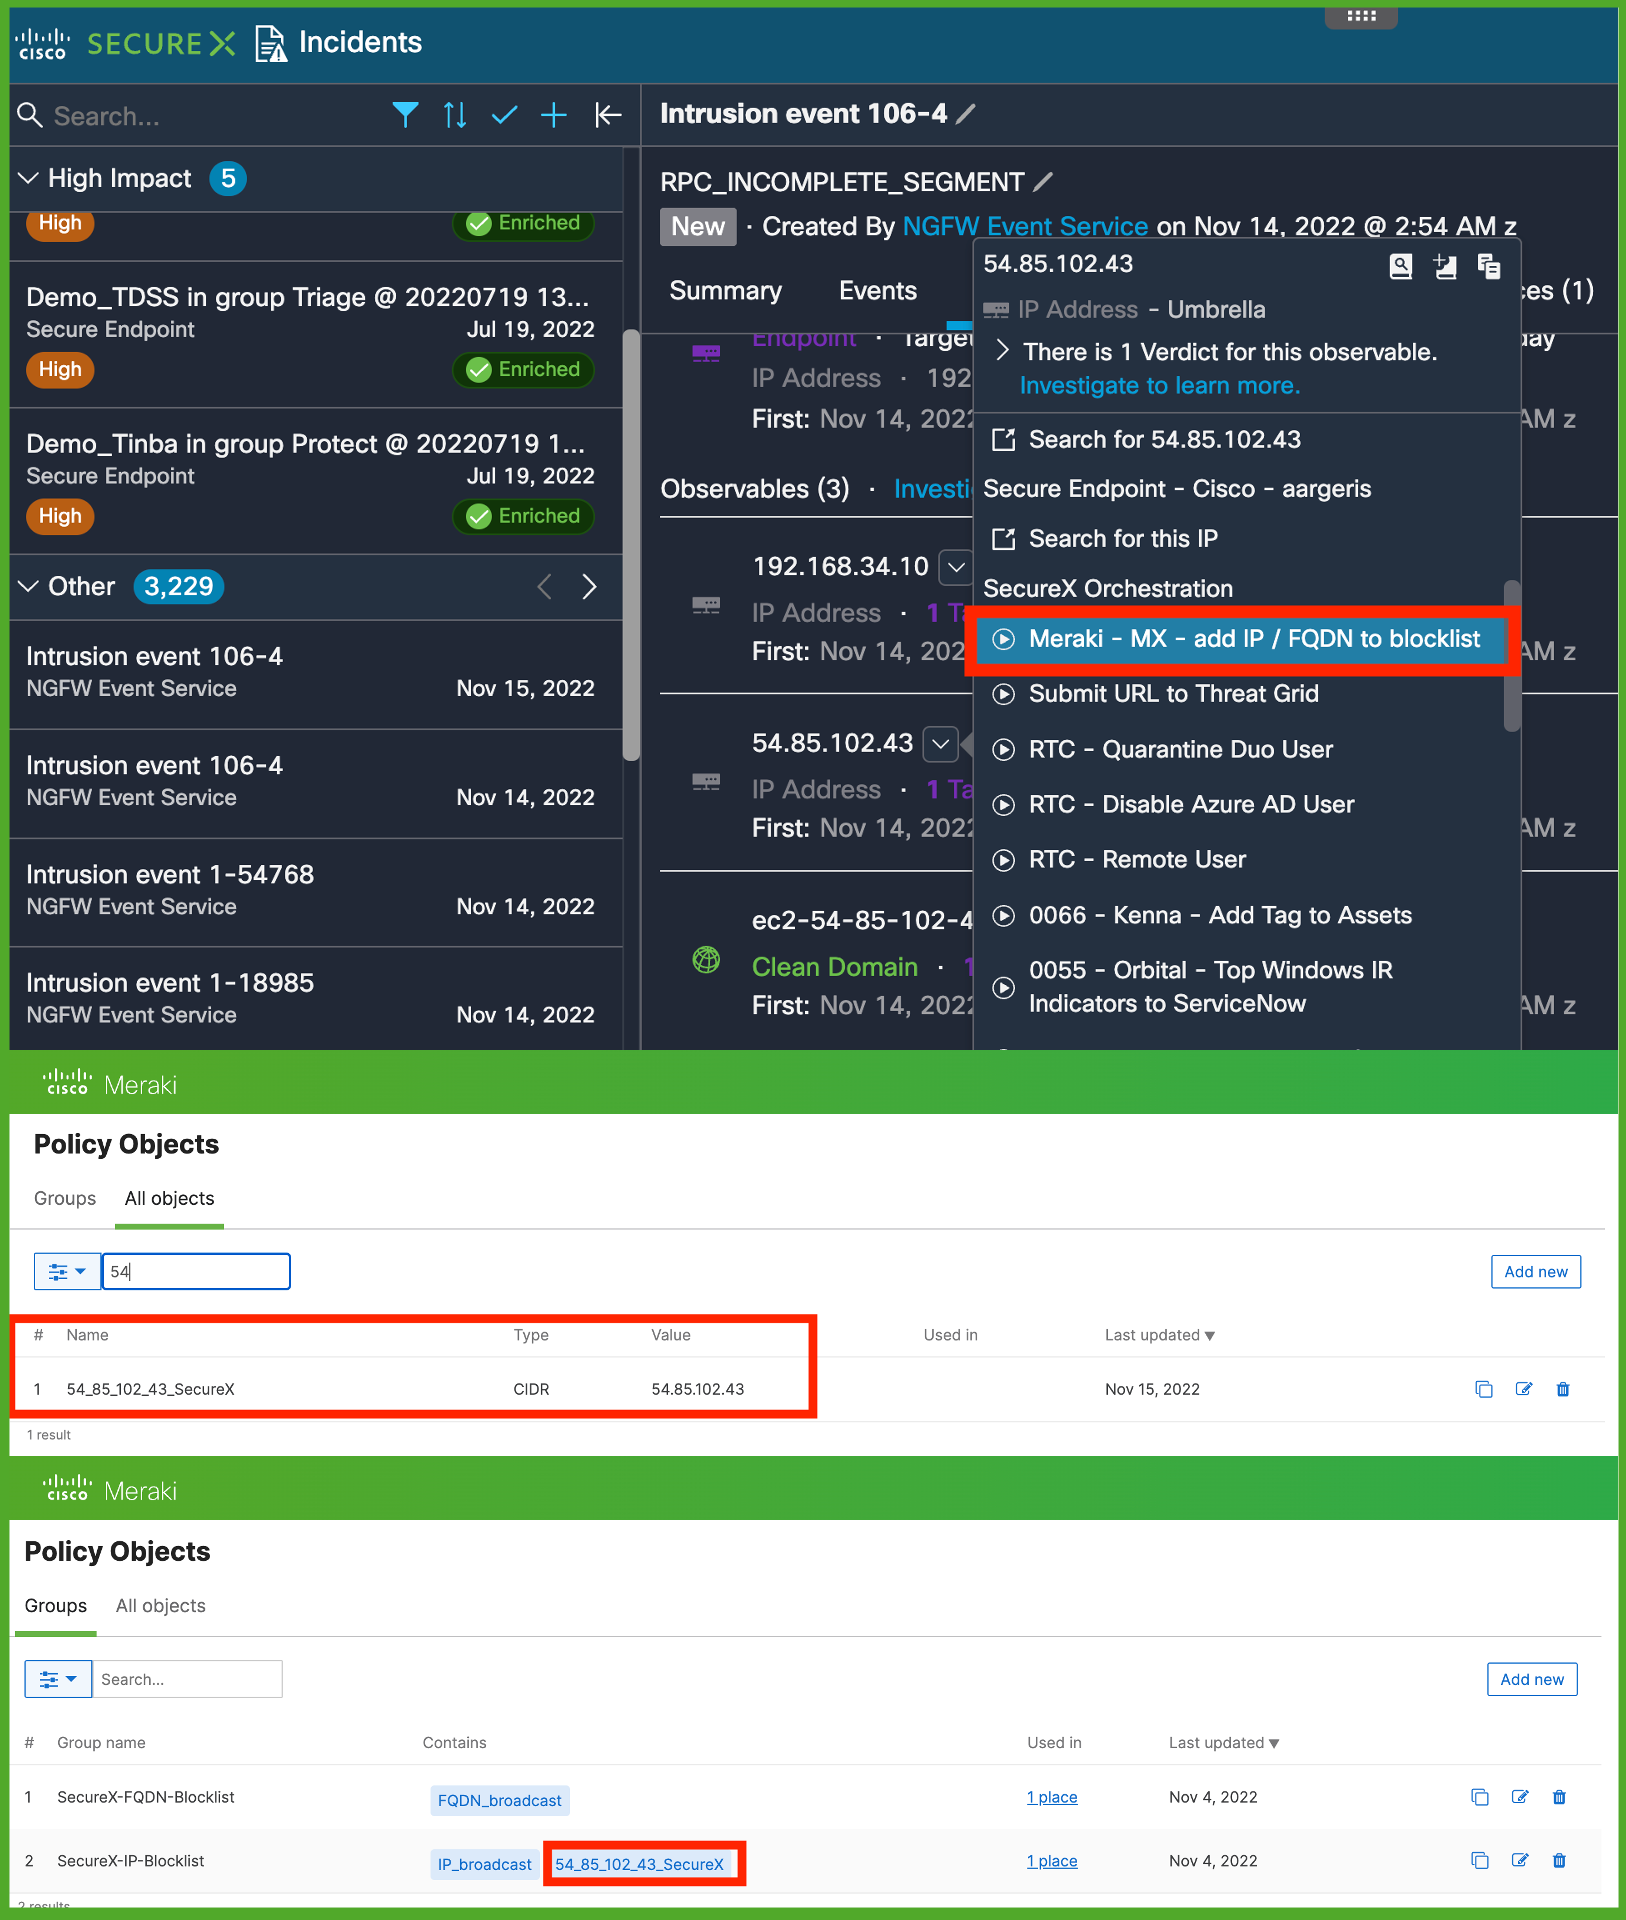 CISCO SECUREX Incidents
Search...
High Impact 5
High Enriched
Demo_TDSS in group Triage @ 20220719 13...
Secure Endpoint Jul 19, 2022
High Enriched
Demo_Tinba in group Protect @ 20220719 1...
Secure Endpoint Jul 19, 2022
High Enriched
Other 3,229
Intrusion event 106-4
NGFW Event Service Nov 15, 2022
Intrusion event 106-4
NGFW Event Service Nov 14, 2022
Intrusion event 1-54768
NGFW Event Service Nov 14, 2022
Intrusion event 1-18985
NGFW Event Service Nov 14, 2022
Intrusion event 106-4
RPC_INCOMPLETE_SEGMENT
New · Created By NGFW Event Service on Nov 14, 2022 @ 2:54 AM z
Summary Events ces (1)
Endpoint · Target day
IP Address · 192
First: Nov 14, 2022 AM z
Observables (3) · Investi
192.168.34.10
IP Address · 1 Ta
First: Nov 14, 202 AM z
54.85.102.43
IP Address · 1 Ta
First: Nov 14, 2022 AM z
ec2-54-85-102-4
Clean Domain · 1
First: Nov 14, 2022 AM z
54.85.102.43
IP Address - Umbrella
There is 1 Verdict for this observable.
Investigate to learn more.
Search for 54.85.102.43
Secure Endpoint - Cisco - aargeris
Search for this IP
SecureX Orchestration
Meraki - MX - add IP / FQDN to blocklist
Submit URL to Threat Grid
RTC - Quarantine Duo User
RTC - Disable Azure AD User
RTC - Remote User
0066 - Kenna - Add Tag to Assets
0055 - Orbital - Top Windows IR
Indicators to ServiceNow
CISCO Meraki
Policy Objects
Groups All objects
54 Add new
# Name Type Value Used in Last updated ▼
1 54_85_102_43_SecureX CIDR 54.85.102.43 Nov 15, 2022
1 result
CISCO Meraki
Policy Objects
Groups All objects
Search... Add new
# Group name Contains Used in Last updated ▼
1 SecureX-FQDN-Blocklist FQDN_broadcast 1 place Nov 4, 2022
2 SecureX-IP-Blocklist IP_broadcast 54_85_102_43_SecureX 1 place Nov 4, 2022
2 results